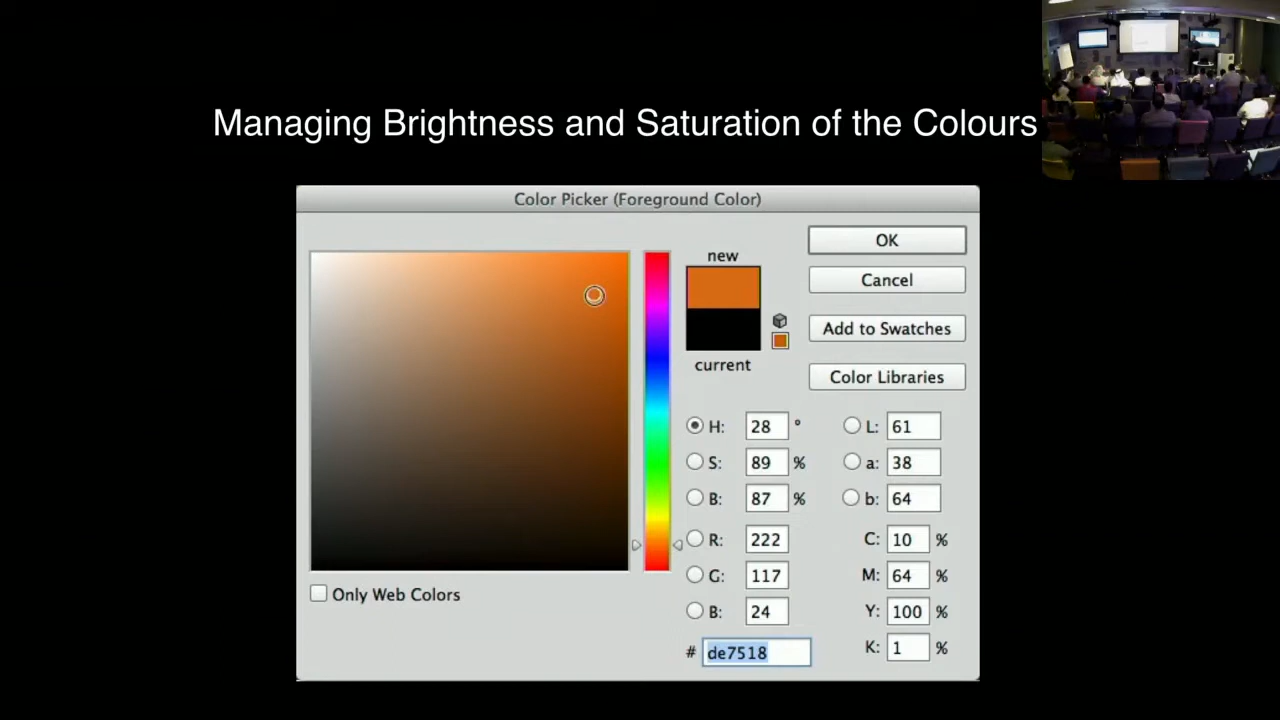 Managing Brightness and Saturation of the Colours
Color Picker (Foreground Color)
new
current
OK
Cancel
Add to Swatches
Color Libraries
H: 28 °
S: 89 %
B: 87 %
R: 222
G: 117
B: 24
# de7518
L: 61
a: 38
b: 64
C: 10 %
M: 64 %
Y: 100 %
K: 1 %
Only Web Colors